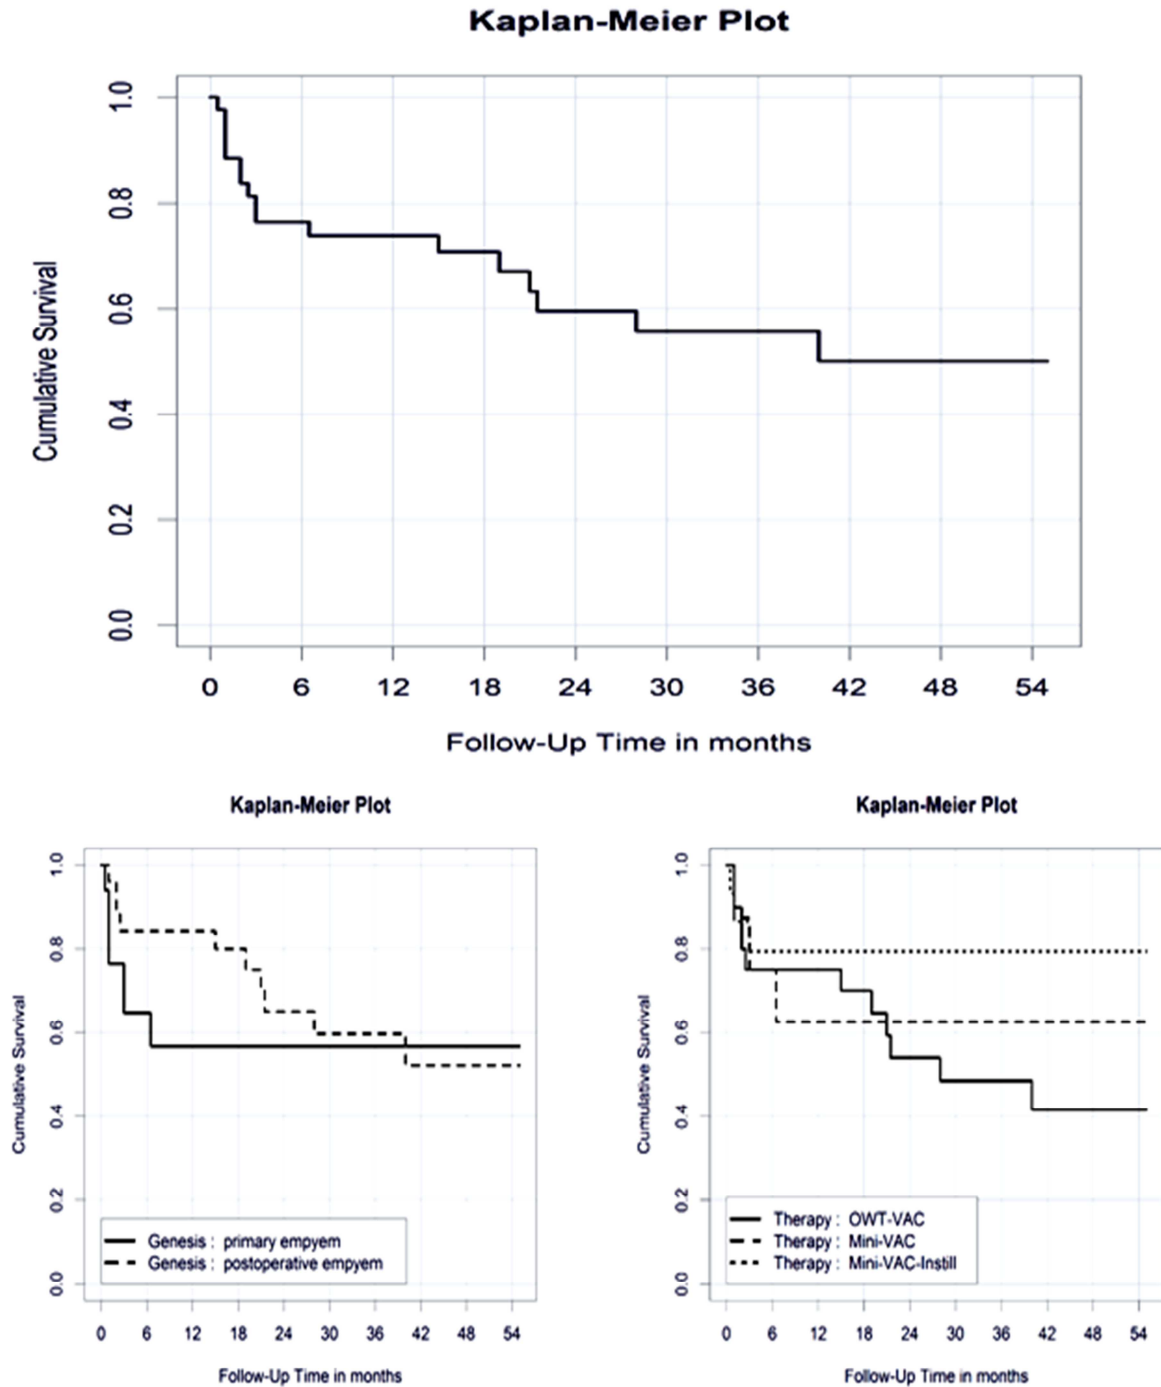 Kaplan-Meier Plot
Cumulative Survival
1.0
0.8
0.6
0.4
0.2
0.0
0 6 12 18 24 30 36 42 48 54
Follow-Up Time in months
Kaplan-Meier Plot
Cumulative Survival
1.0
0.8
0.6
0.4
0.2
0.0
Genesis : primary empyem
Genesis : postoperative empyem
0 6 12 18 24 30 36 42 48 54
Follow-Up Time in months
Kaplan-Meier Plot
Cumulative Survival
1.0
0.8
0.6
0.4
0.2
0.0
Therapy : OWT-VAC
Therapy : Mini-VAC
Therapy : Mini-VAC-Instill
0 6 12 18 24 30 36 42 48 54
Follow-Up Time in months